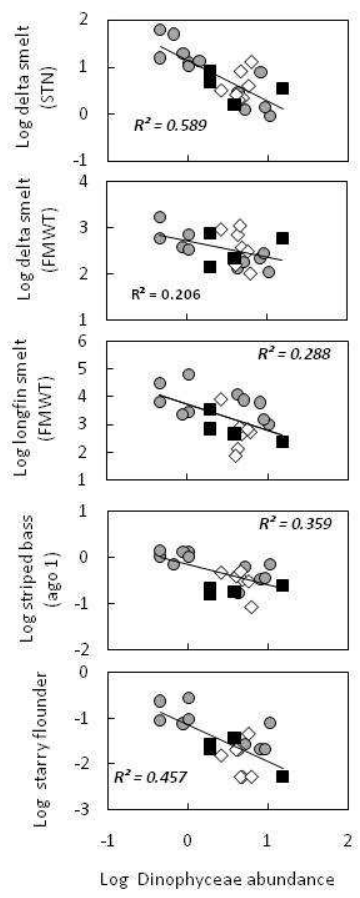 2
1
0
-1
Log delta smelt
(STN)
R² = 0.589
4
3
2
1
Log delta smelt
(FMWT)
R² = 0.206
6
5
4
3
2
1
Log longfin smelt
(FMWT)
R² = 0.288
1
0
-1
-2
Log striped bass
(ago 1)
R² = 0.359
0
-1
-2
-3
Log starry flounder
R² = 0.457
-1 0 1 2
Log Dinophyceae abundance